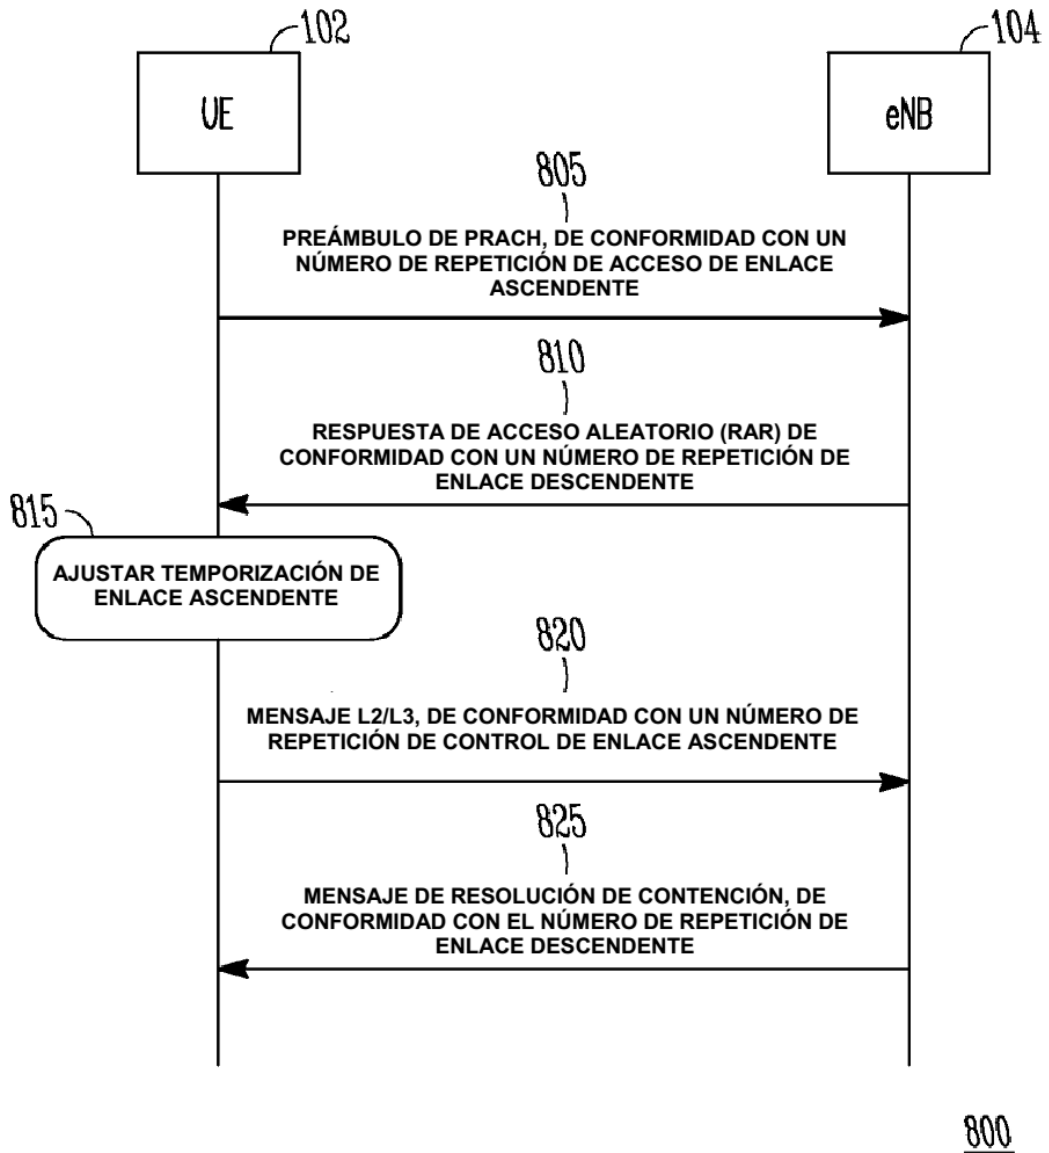 102
104
UE
eNB
805
PREÁMBULO DE PRACH, DE CONFORMIDAD CON UN
NÚMERO DE REPETICIÓN DE ACCESO DE ENLACE
ASCENDENTE
810
RESPUESTA DE ACCESO ALEATORIO (RAR) DE
CONFORMIDAD CON UN NÚMERO DE REPETICIÓN DE
ENLACE DESCENDENTE
815
AJUSTAR TEMPORIZACIÓN DE
ENLACE ASCENDENTE
820
MENSAJE L2/L3, DE CONFORMIDAD CON UN NÚMERO DE
REPETICIÓN DE CONTROL DE ENLACE ASCENDENTE
825
MENSAJE DE RESOLUCIÓN DE CONTENCIÓN, DE
CONFORMIDAD CON EL NÚMERO DE REPETICIÓN DE
ENLACE DESCENDENTE
800